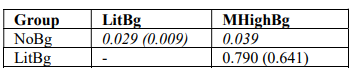 Group LitBg MHighBg
NoBg 0.029 (0.009) 0.039
LitBg - 0.790 (0.641)